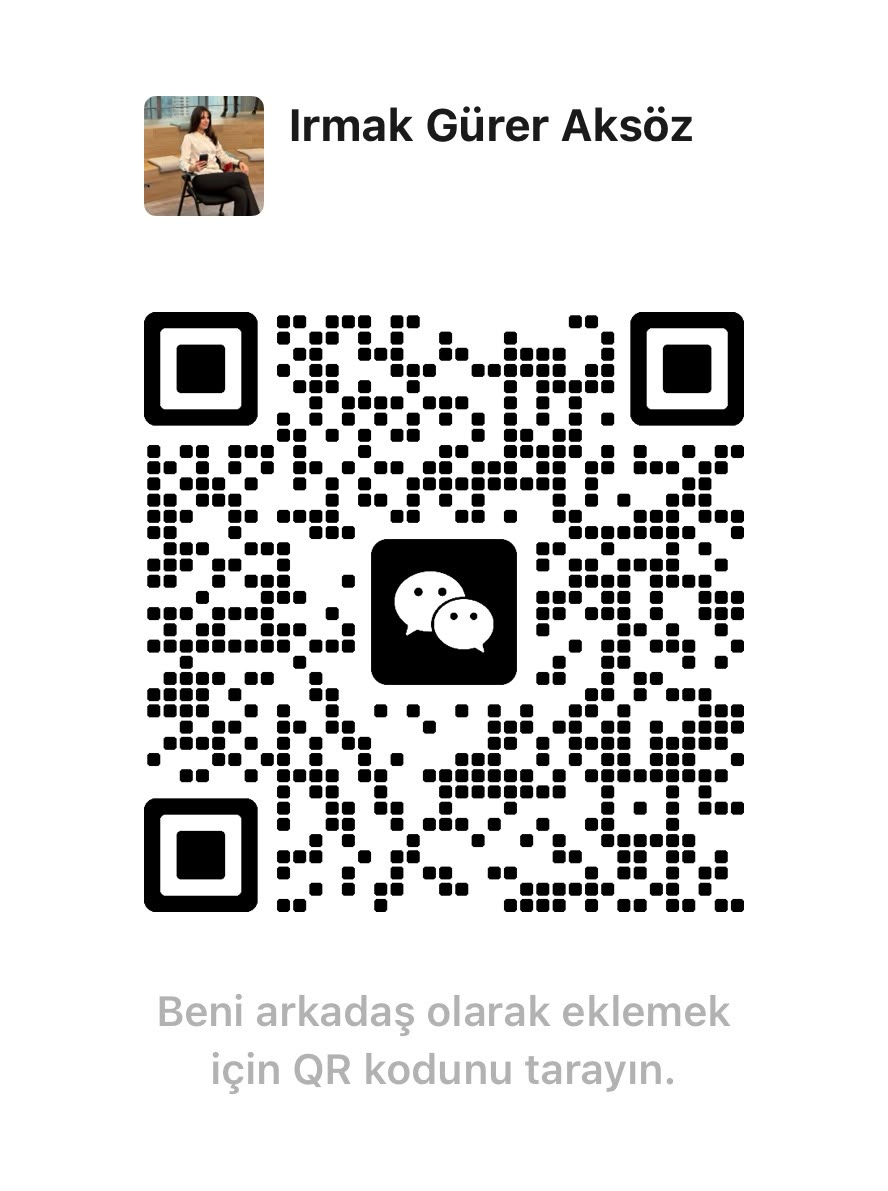 Irmak Gürer Aksöz
Beni arkadaş olarak eklemek
için QR kodunu tarayın.